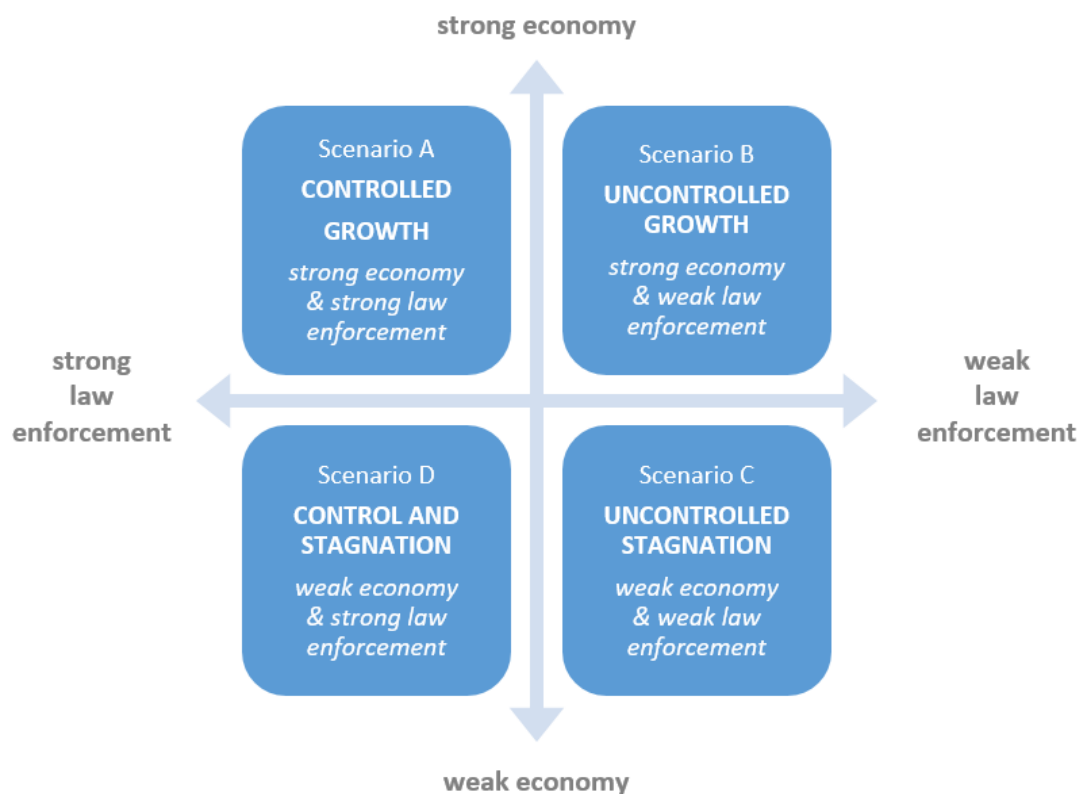 strong economy
Scenario A
CONTROLLED
GROWTH
strong economy
& strong law
enforcement
Scenario B
UNCONTROLLED
GROWTH
strong economy
& weak law
enforcement
strong
law
enforcement
weak
law
enforcement
Scenario D
CONTROL AND
STAGNATION
weak economy
& strong law
enforcement
Scenario C
UNCONTROLLED
STAGNATION
weak economy
& weak law
enforcement
weak economy